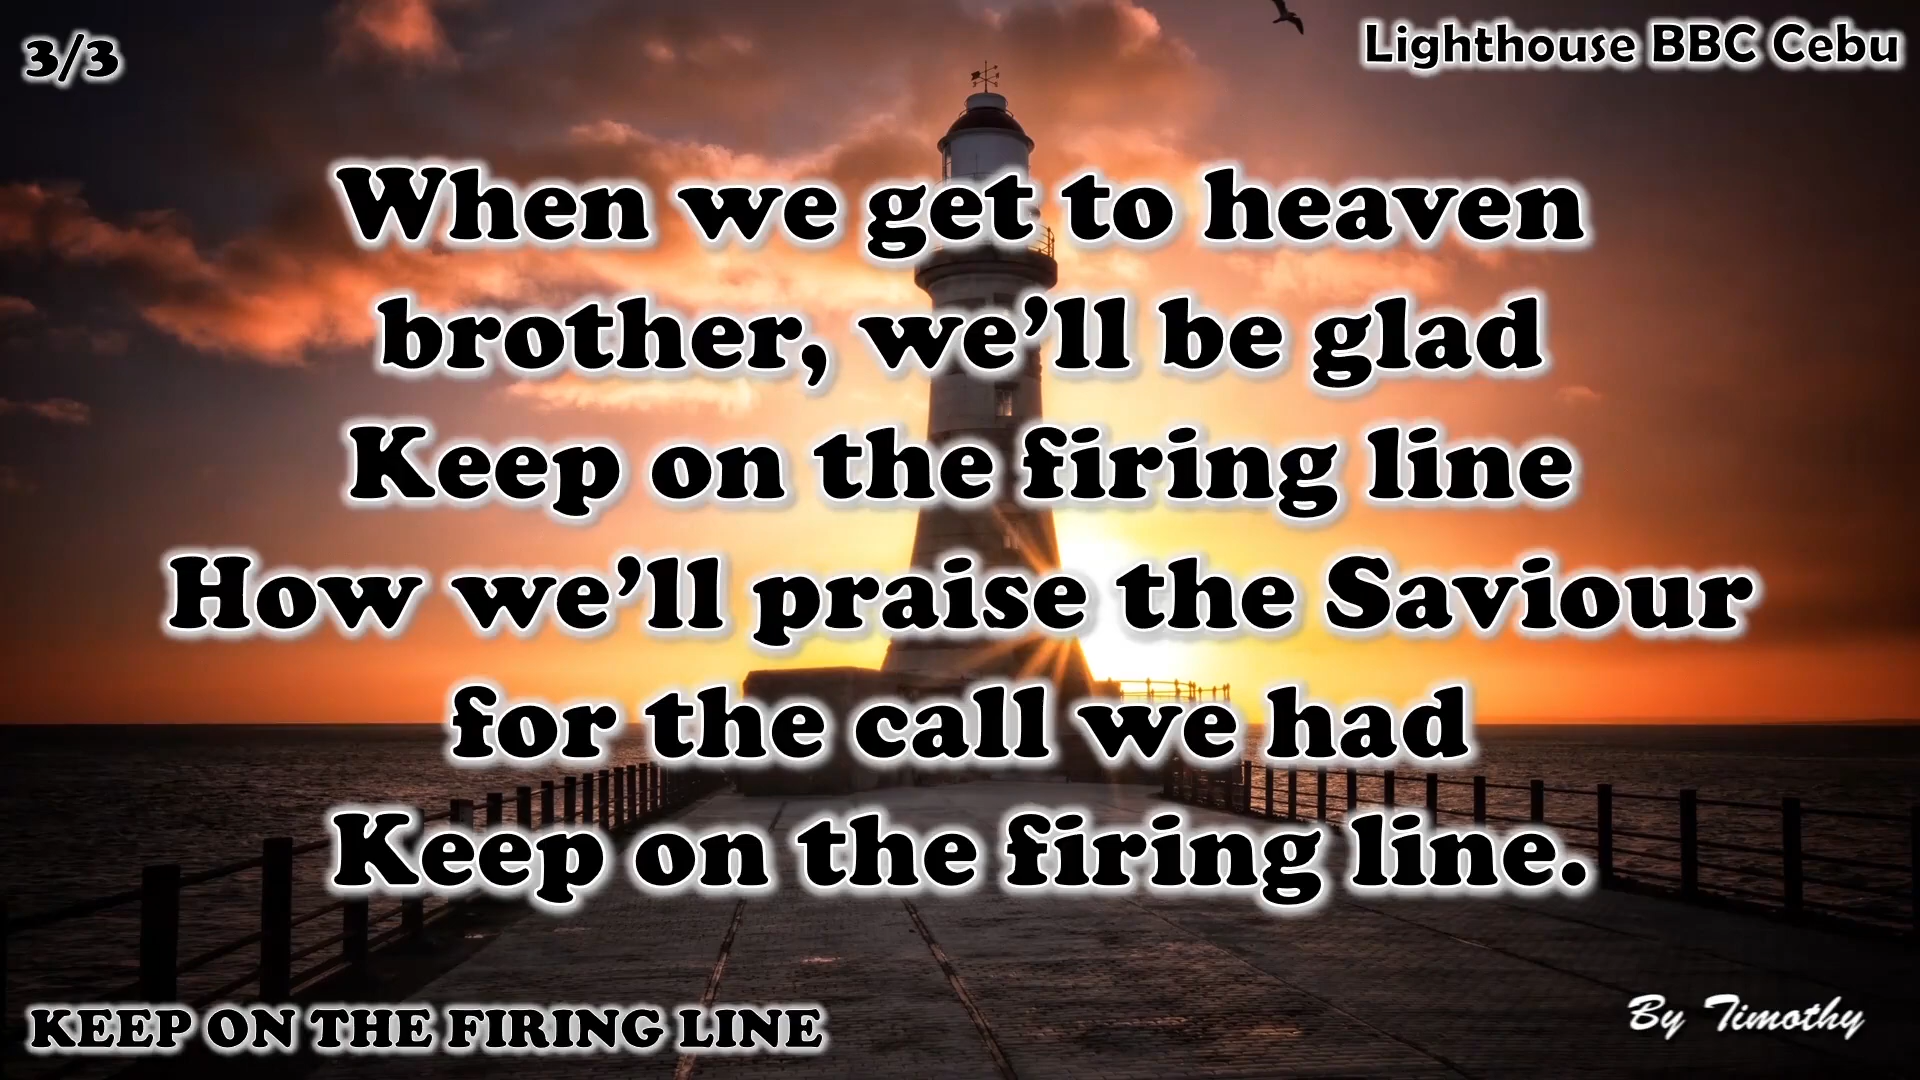 3/3
Lighthouse BBC Cebu
When we get to heaven
brother, we’ll be glad
Keep on the firing line
How we’ll praise the Saviour
for the call we had
Keep on the firing line.
KEEP ON THE FIRING LINE
By Timothy